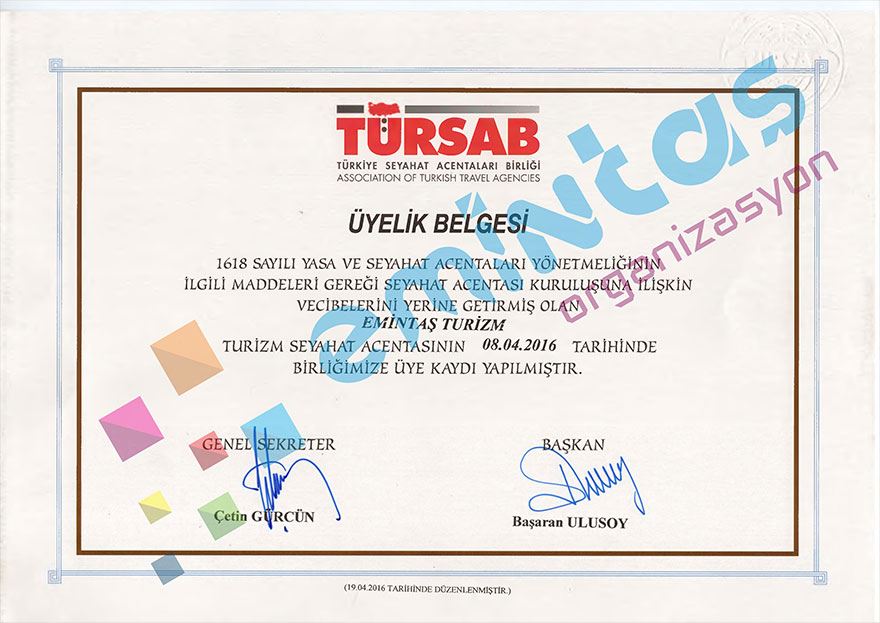 TÜRSAB
TÜRKİYE SEYAHAT ACENTALARI BİRLİĞİ
ASSOCIATION OF TURKISH TRAVEL AGENCIES
ÜYELİK BELGESİ
1618 SAYILI YASA VE SEYAHAT ACENTALARI YÖNETMELİĞİNİN
İLGİLİ MADDELERİ GEREĞİ SEYAHAT ACENTASI KURULUŞUNA İLİŞKİN
VECİBELERİNİ YERİNE GETİRMİŞ OLAN
EMİNTAŞ TURİZM
TURİZM SEYAHAT ACENTASININ 08.04.2016 TARİHİNDE
BİRLİĞİMİZE ÜYE KAYDI YAPILMIŞTIR.
GENEL SEKRETER
Çetin GÜRCÜN
BAŞKAN
Başaran ULUSOY
(19.04.2016 TARİHİNDE DÜZENLENMİŞTİR.)
emintaş
organizasyon